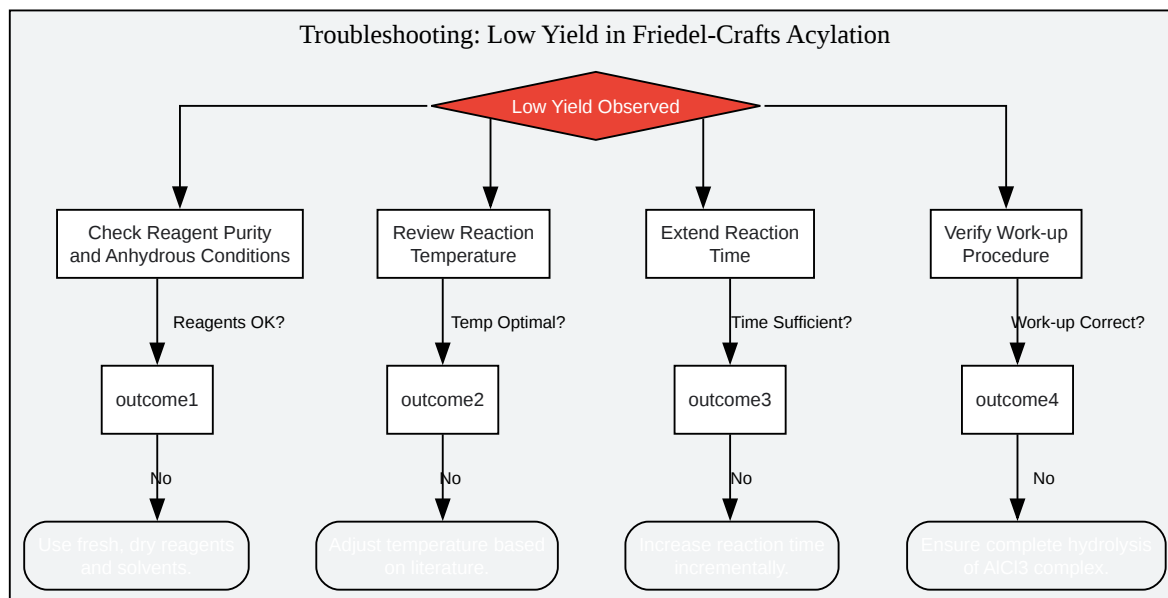 Troubleshooting: Low Yield in Friedel-Crafts Acylation
Low Yield Observed
Check Reagent Purity
and Anhydrous Conditions
Review Reaction
Temperature
Extend Reaction
Time
Verify Work-up
Procedure
Reagents OK?
Temp Optimal?
Time Sufficient?
Work-up Correct?
outcome1
outcome2
outcome3
outcome4
No
No
No
No
Use fresh, dry reagents
and solvents.
Adjust temperature based
on literature.
Increase reaction time
incrementally.
Ensure complete hydrolysis
of AlCl3 complex.